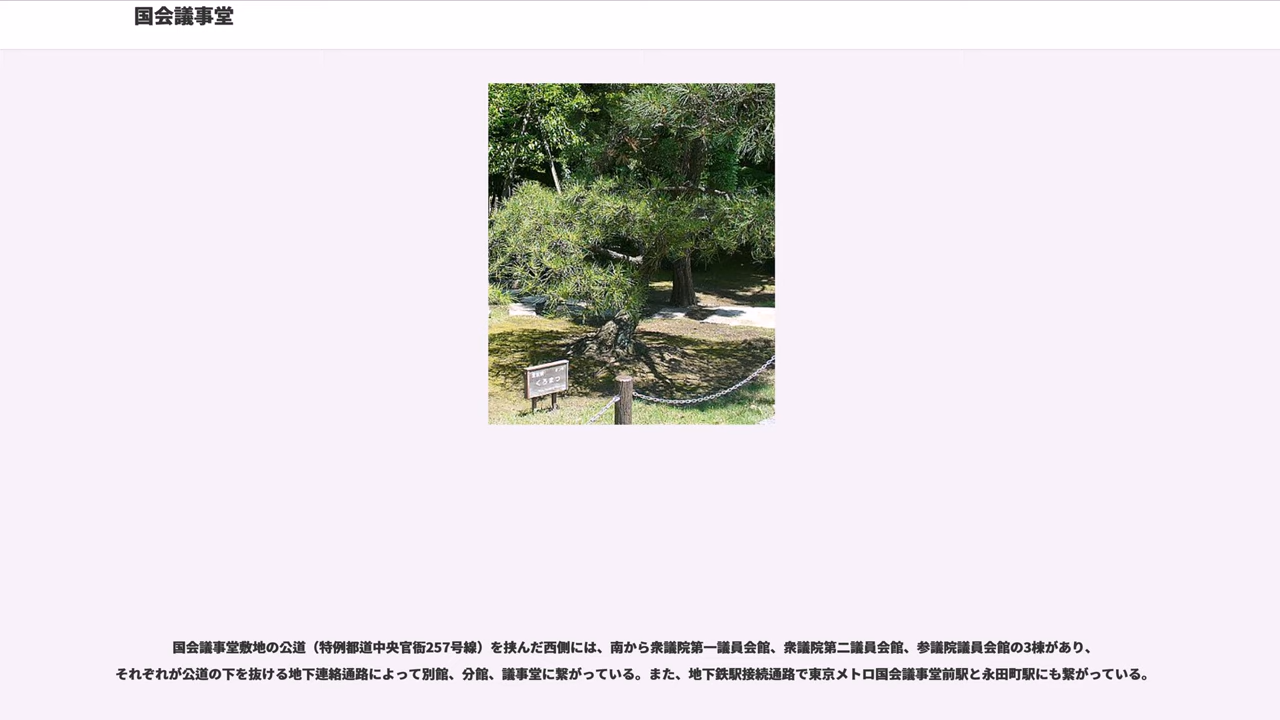 国会議事堂
くろまつ
国会議事堂敷地の公道（特例都道中央官衙257号線）を挟んだ西側には、南から衆議院第一議員会館、衆議院第二議員会館、参議院議員会館の3棟があり、
それぞれが公道の下を抜ける地下連絡通路によって別館、分館、議事堂に繋がっている。また、地下鉄駅接続通路で東京メトロ国会議事堂前駅と永田町駅にも繋がっている。